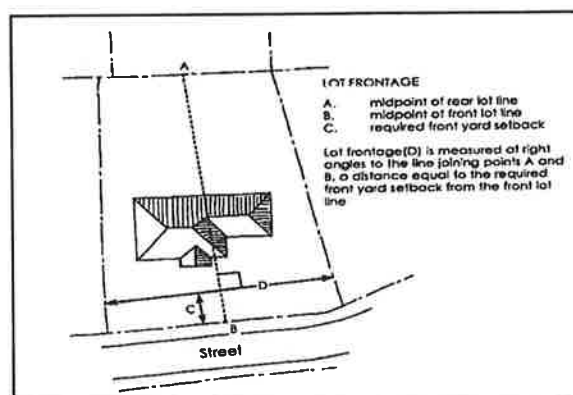 A
LOT FRONTAGE
A. midpoint of rear lot line
B. midpoint of front lot line
C. required front yard setback
Lot frontage(D) is measured at right
angles to the line joining points A and
B, a distance equal to the required
front yard setback from the front lot
line
D
C
B
Street